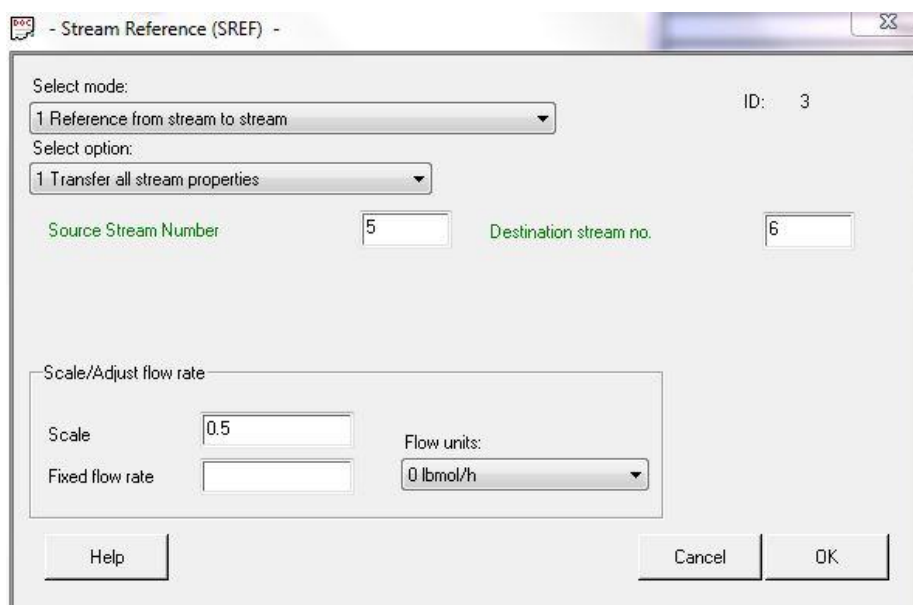 - Stream Reference (SREF) -
Select mode:
ID: 3
1 Reference from stream to stream
Select option:
1 Transfer all stream properties
Source Stream Number 5 Destination stream no. 6
Scale/Adjust flow rate
Scale 0.5
Flow units:
Fixed flow rate 0 lbmol/h
Help Cancel OK